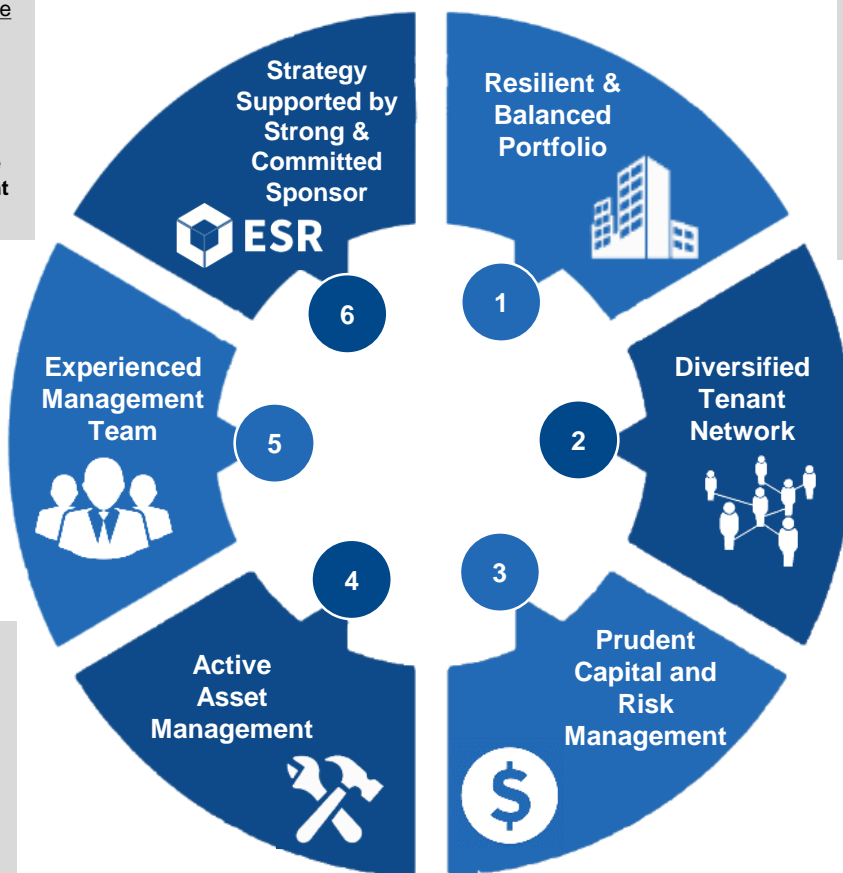 e
nt
Resilient &
Balanced
Portfolio
1
Diversified
Tenant
Network
2
Prudent
Capital and
Risk
Management
3
$
Active
Asset
Management
4
Experienced
Management
Team
5
Strategy
Supported by
Strong &
Committed
Sponsor
ESR
6